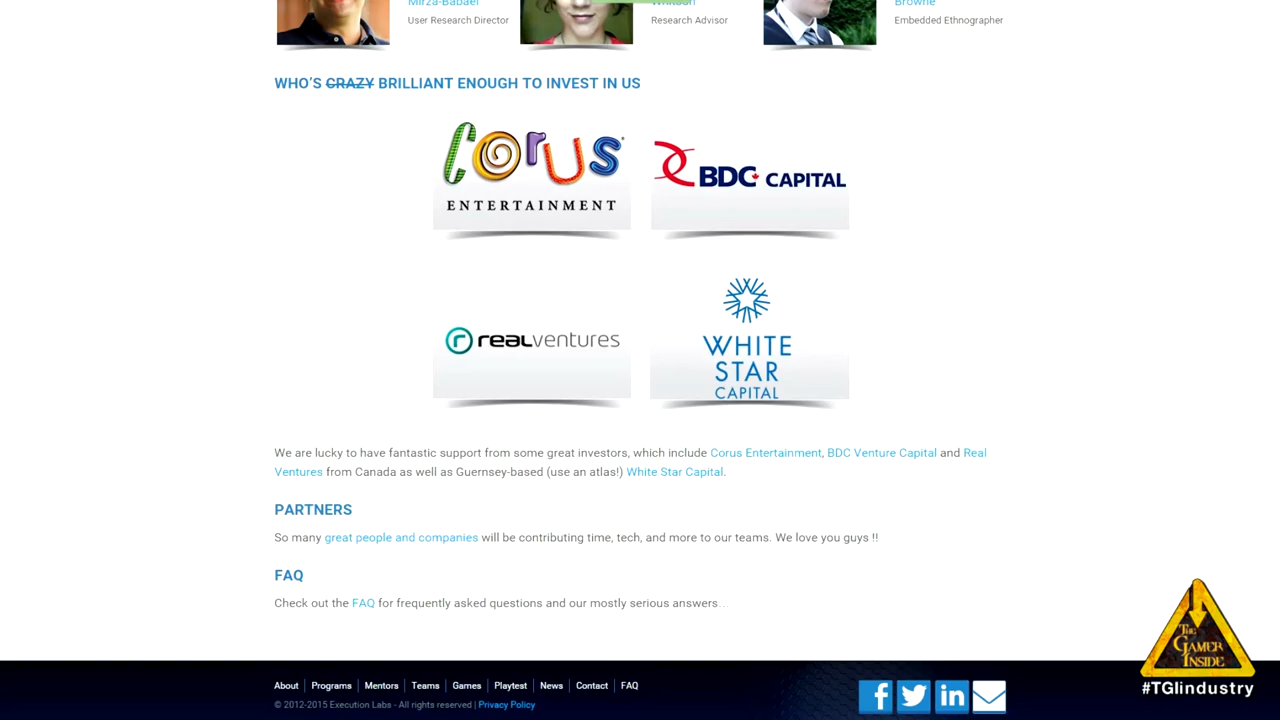 Mirza-Babaei
User Research Director
Research Advisor
Browne
Embedded Ethnographer
WHO'S CRAZY BRILLIANT ENOUGH TO INVEST IN US
CORUS
ENTERTAINMENT
BDC CAPITAL
r realventures
WHITE
STAR
CAPITAL
We are lucky to have fantastic support from some great investors, which include Corus Entertainment, BDC Venture Capital and Real
Ventures from Canada as well as Guernsey-based (use an atlas!) White Star Capital.
PARTNERS
So many great people and companies will be contributing time, tech, and more to our teams. We love you guys !!
FAQ
Check out the FAQ for frequently asked questions and our mostly serious answers...
THE
GAMER
INSIDE
#TGIindustry
About | Programs | Mentors | Teams | Games | Playtest | News | Contact | FAQ
© 2012-2015 Execution Labs - All rights reserved | Privacy Policy